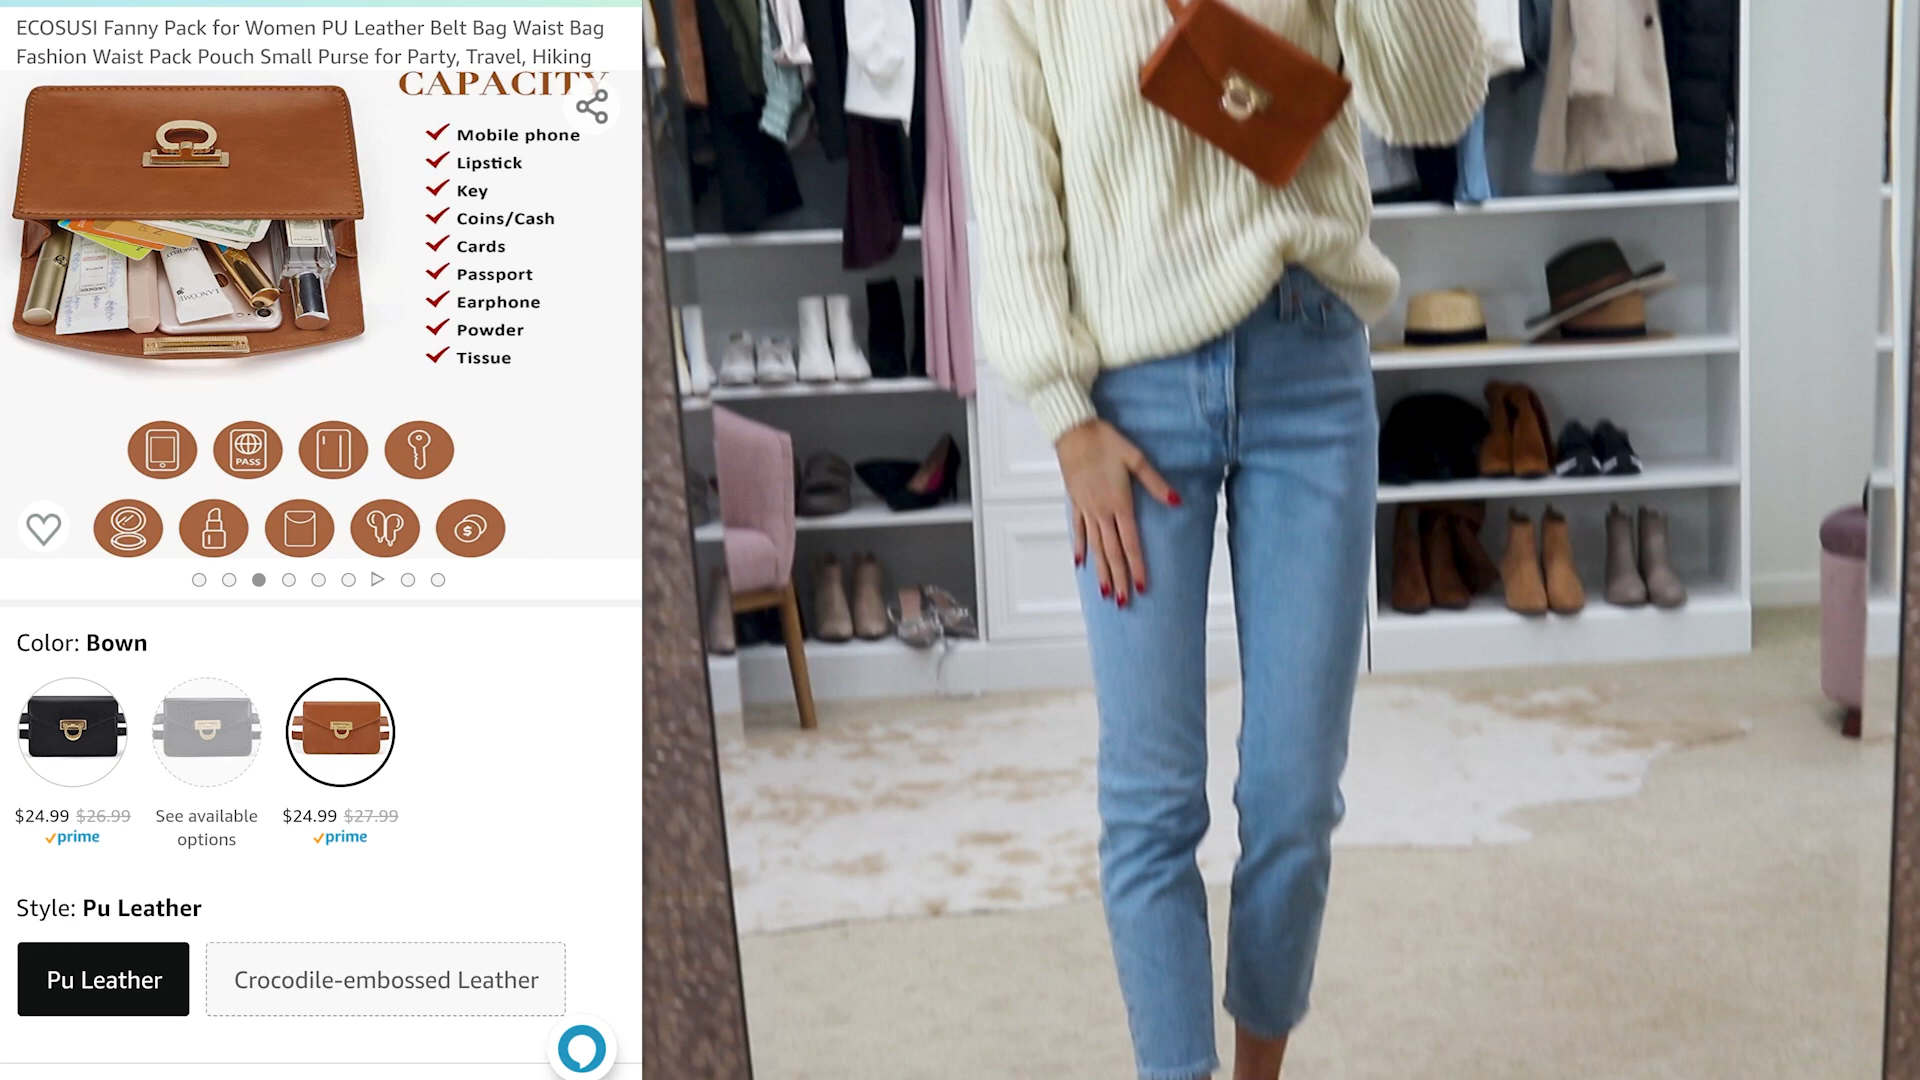 ECOSUSI Fanny Pack for Women PU Leather Belt Bag Waist Bag
Fashion Waist Pack Pouch Small Purse for Party, Travel, Hiking
CAPACITY
Mobile phone
Lipstick
Key
Coins/Cash
Cards
Passport
Earphone
Powder
Tissue
LANCOME
PASS
$
Color: Bown
$24.99 $26.99
prime
See available
options
$24.99 $27.99
prime
Style: Pu Leather
Pu Leather
Crocodile-embossed Leather